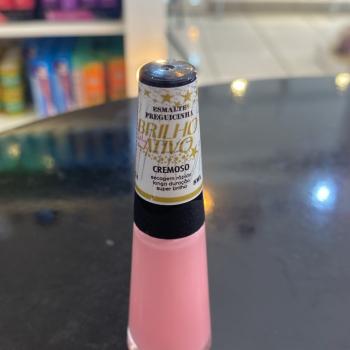 ESMALTE
PREGUICINHA
BRILHO
ATIVO
CREMOSO
secagem rápida
longa duração
super brilho